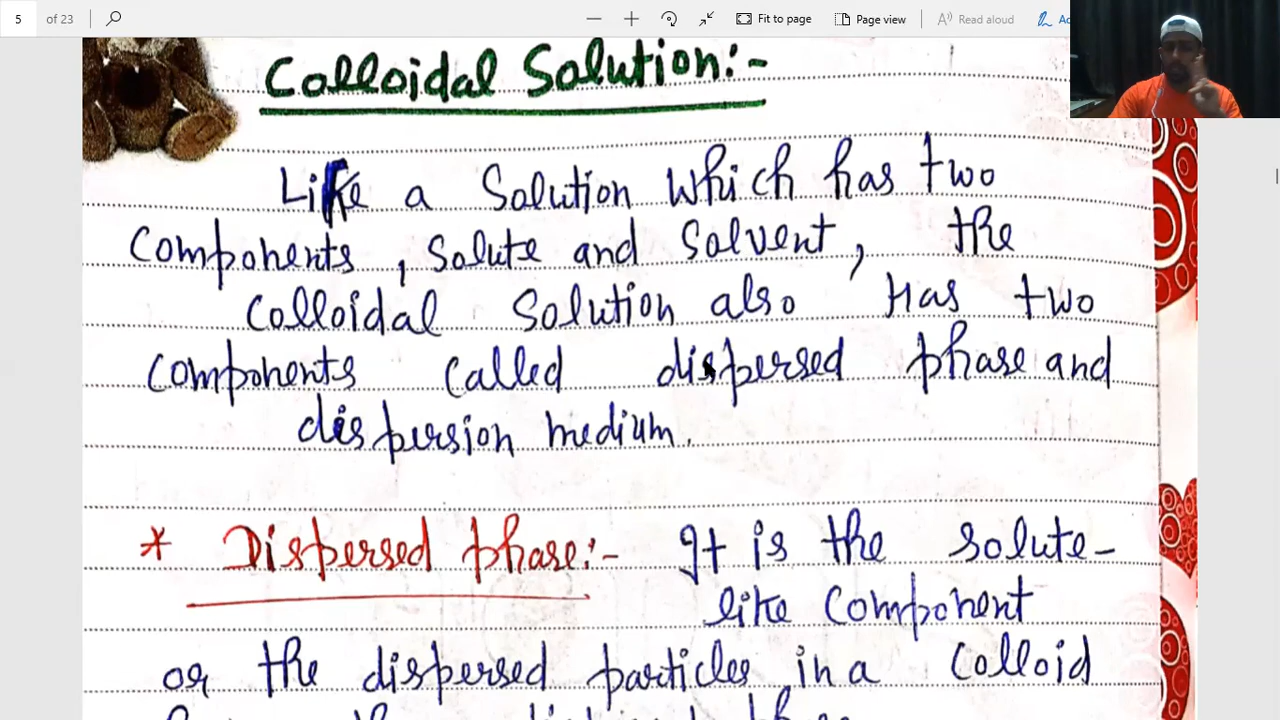 5 of 23 Fit to page Page view Read aloud
Colloidal Solution:-
Like a Solution which has two
Components, Solute and Solvent, the
Colloidal Solution also has two
Components called dispersed phase and
dispersion medium.
* Dispersed phase:- It is the solute-
like Component
or the dispersed particles in a Colloid